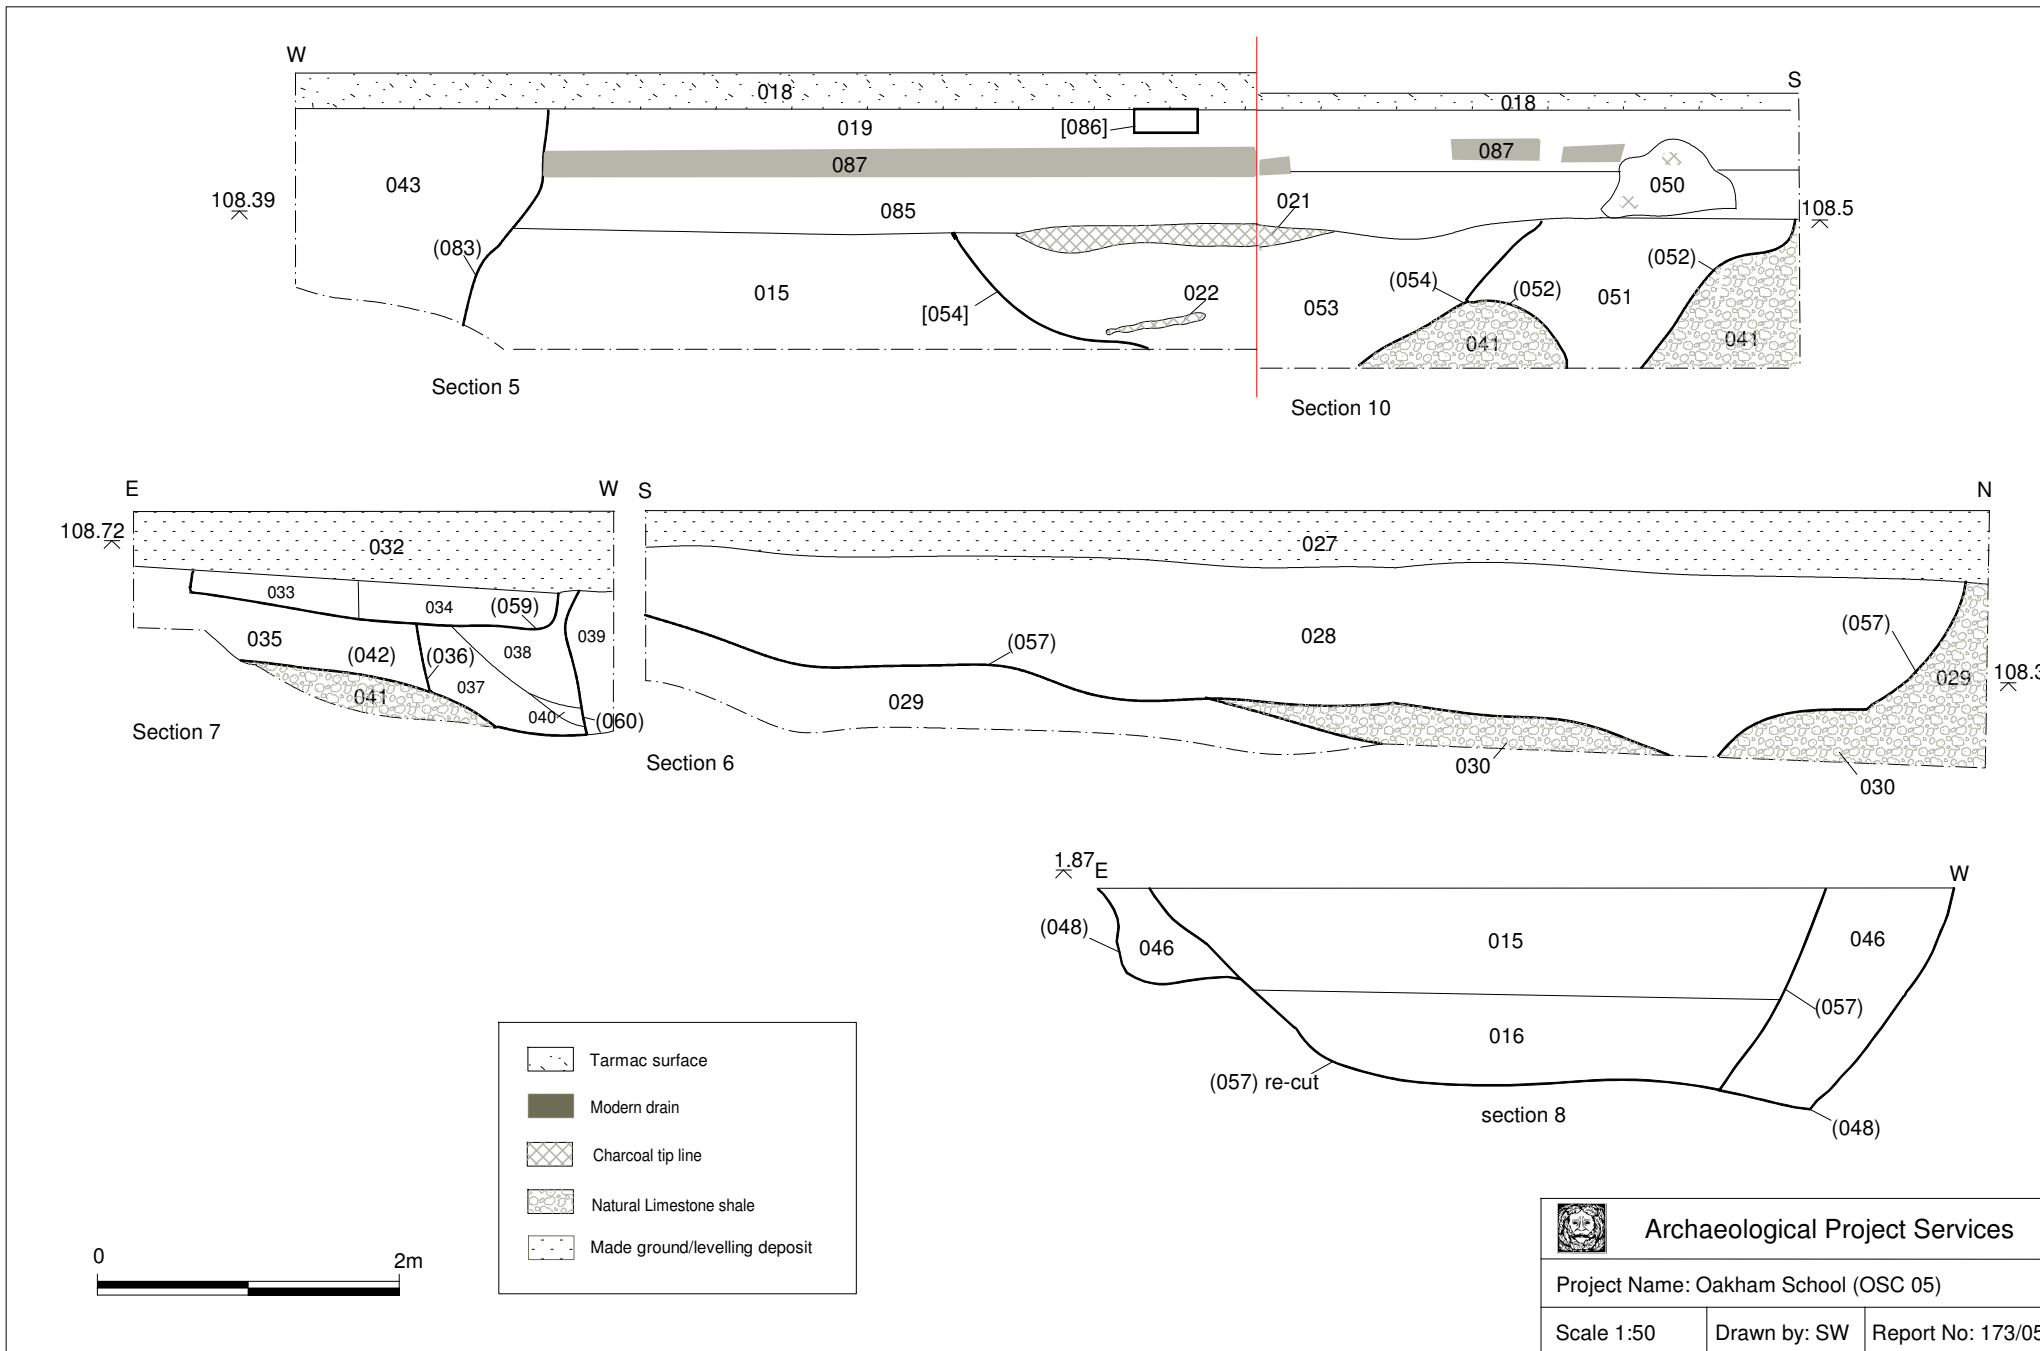 W
S
018
018
019
[086]
087
087
043
050
108.39
085
021
108.5
(083)
(052)
015
[054]
022
053
(054)
(052)
051
041
041
Section 5
Section 10
E
W
S
N
108.72
032
027
033
034
(059)
035
(042)
(036)
038
039
037
041
040
(060)
Section 7
(057)
028
(057)
029
029
108.3
030
030
Section 6
1.87
E
W
(048)
046
015
046
(057)
016
(057) re-cut
section 8
(048)
Tarmac surface
Modern drain
Charcoal tip line
Natural Limestone shale
Made ground/levelling deposit
0
2m
Archaeological Project Services
Project Name: Oakham School (OSC 05)
Scale 1:50
Drawn by: SW
Report No: 173/05